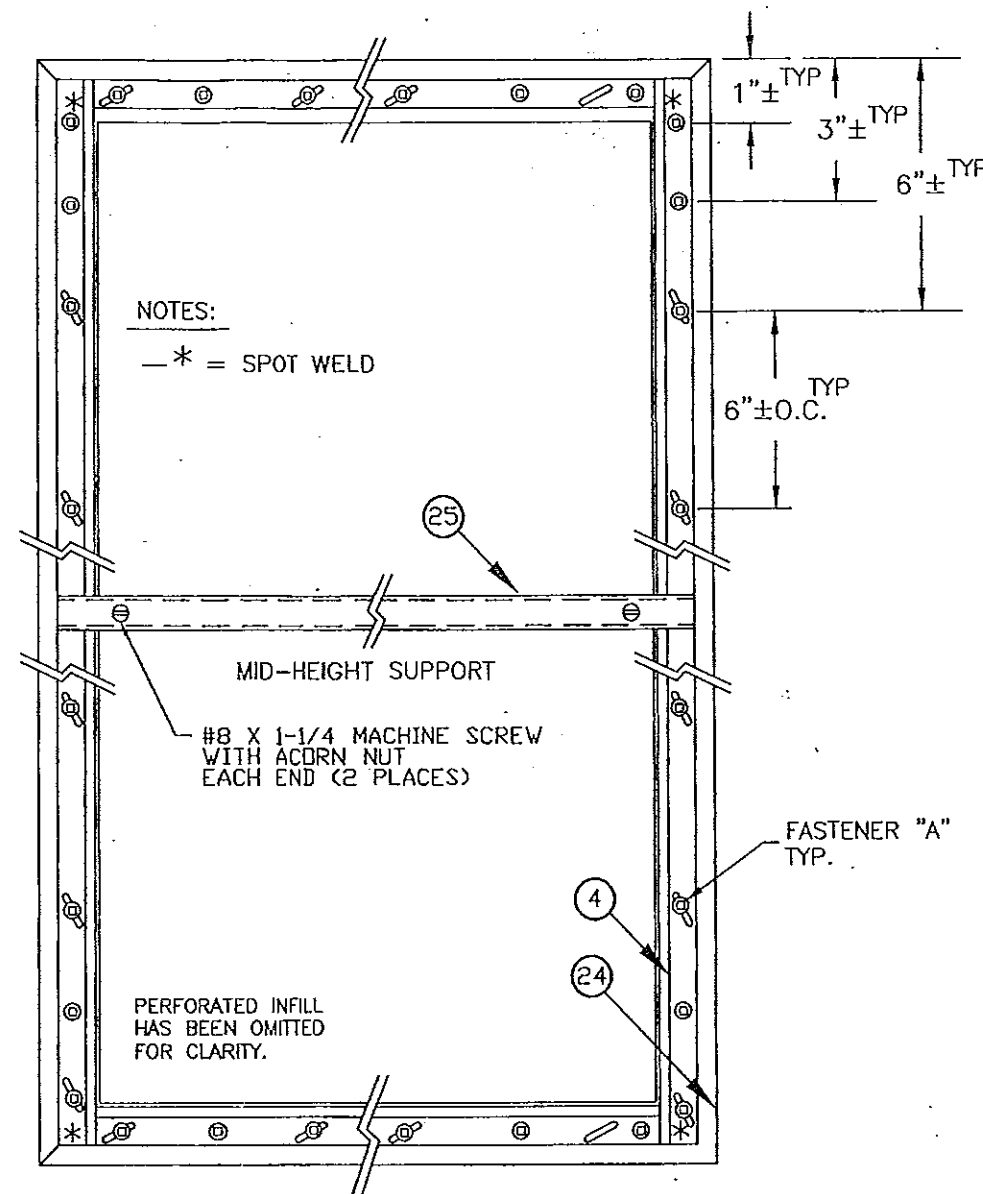 1"± TYP
3"± TYP
6"± TYP
NOTES:
—* = SPOT WELD
6"±O.C. TYP
25
MID-HEIGHT SUPPORT
#8 X 1-1/4 MACHINE SCREW
WITH ACORN NUT
EACH END (2 PLACES)
FASTENER "A"
TYP.
4
24
PERFORATED INFILL
HAS BEEN OMITTED
FOR CLARITY.